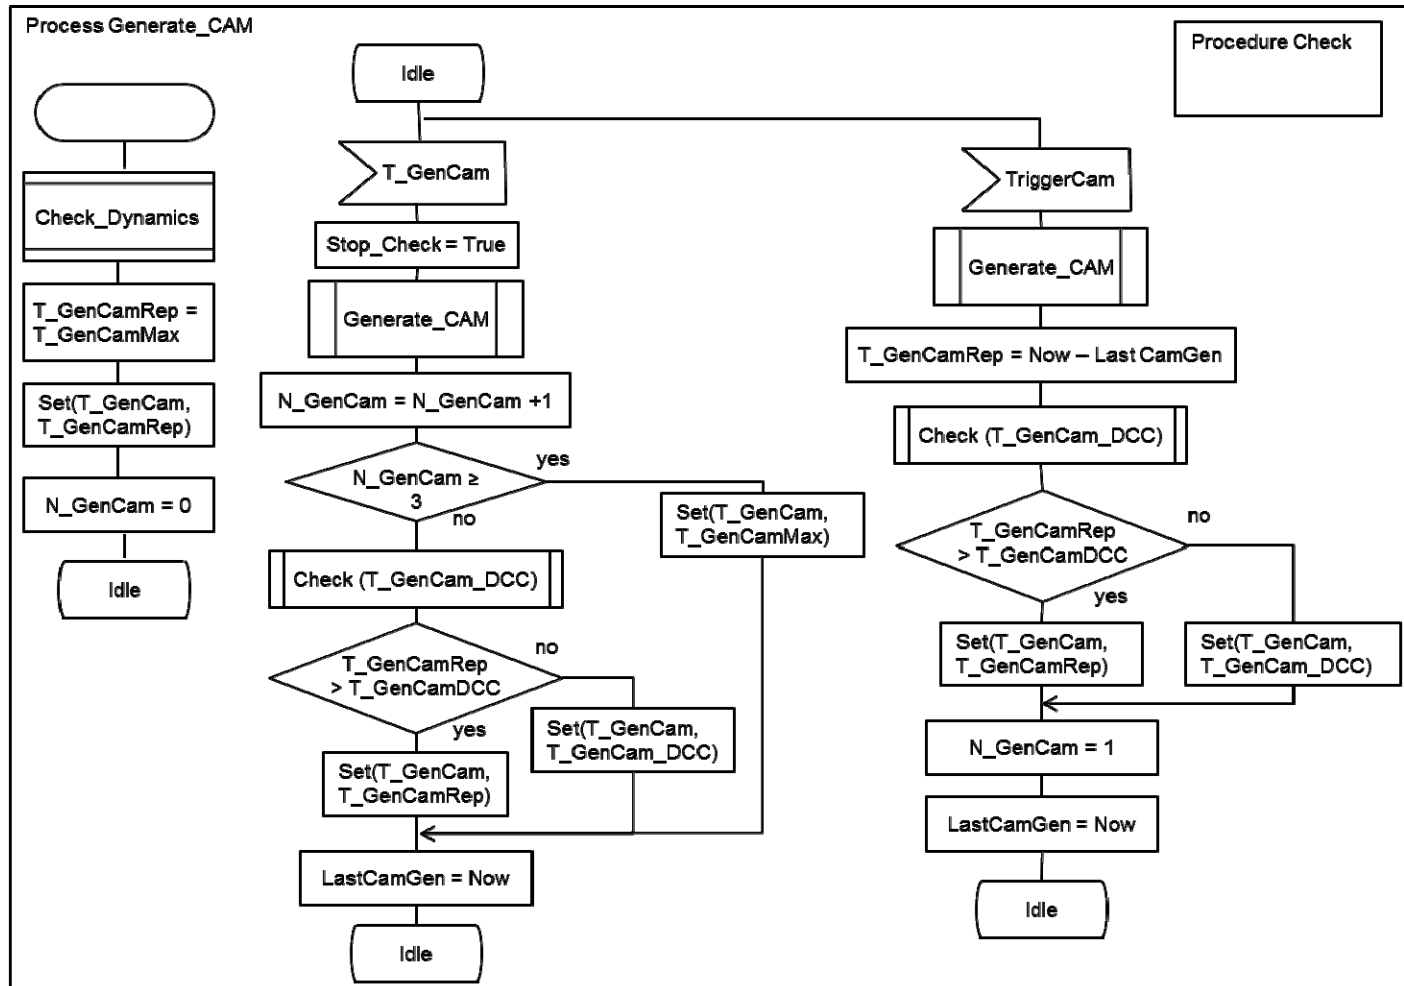 Process Generate_CAM
Procedure Check
Check_Dynamics
T_GenCamRep =
T_GenCamMax
Set(T_GenCam,
T_GenCamRep)
N_GenCam = 0
Idle
Idle
T_GenCam
Stop_Check = True
Generate_CAM
N_GenCam = N_GenCam +1
N_GenCam ≥
3
yes
no
Set(T_GenCam,
T_GenCamMax)
Check (T_GenCam_DCC)
T_GenCamRep
> T_GenCamDCC
no
yes
Set(T_GenCam,
T_GenCam_DCC)
Set(T_GenCam,
T_GenCamRep)
LastCamGen = Now
Idle
TriggerCam
Generate_CAM
T_GenCamRep = Now – Last CamGen
Check (T_GenCam_DCC)
T_GenCamRep
> T_GenCamDCC
no
yes
Set(T_GenCam,
T_GenCamRep)
Set(T_GenCam,
T_GenCam_DCC)
N_GenCam = 1
LastCamGen = Now
Idle